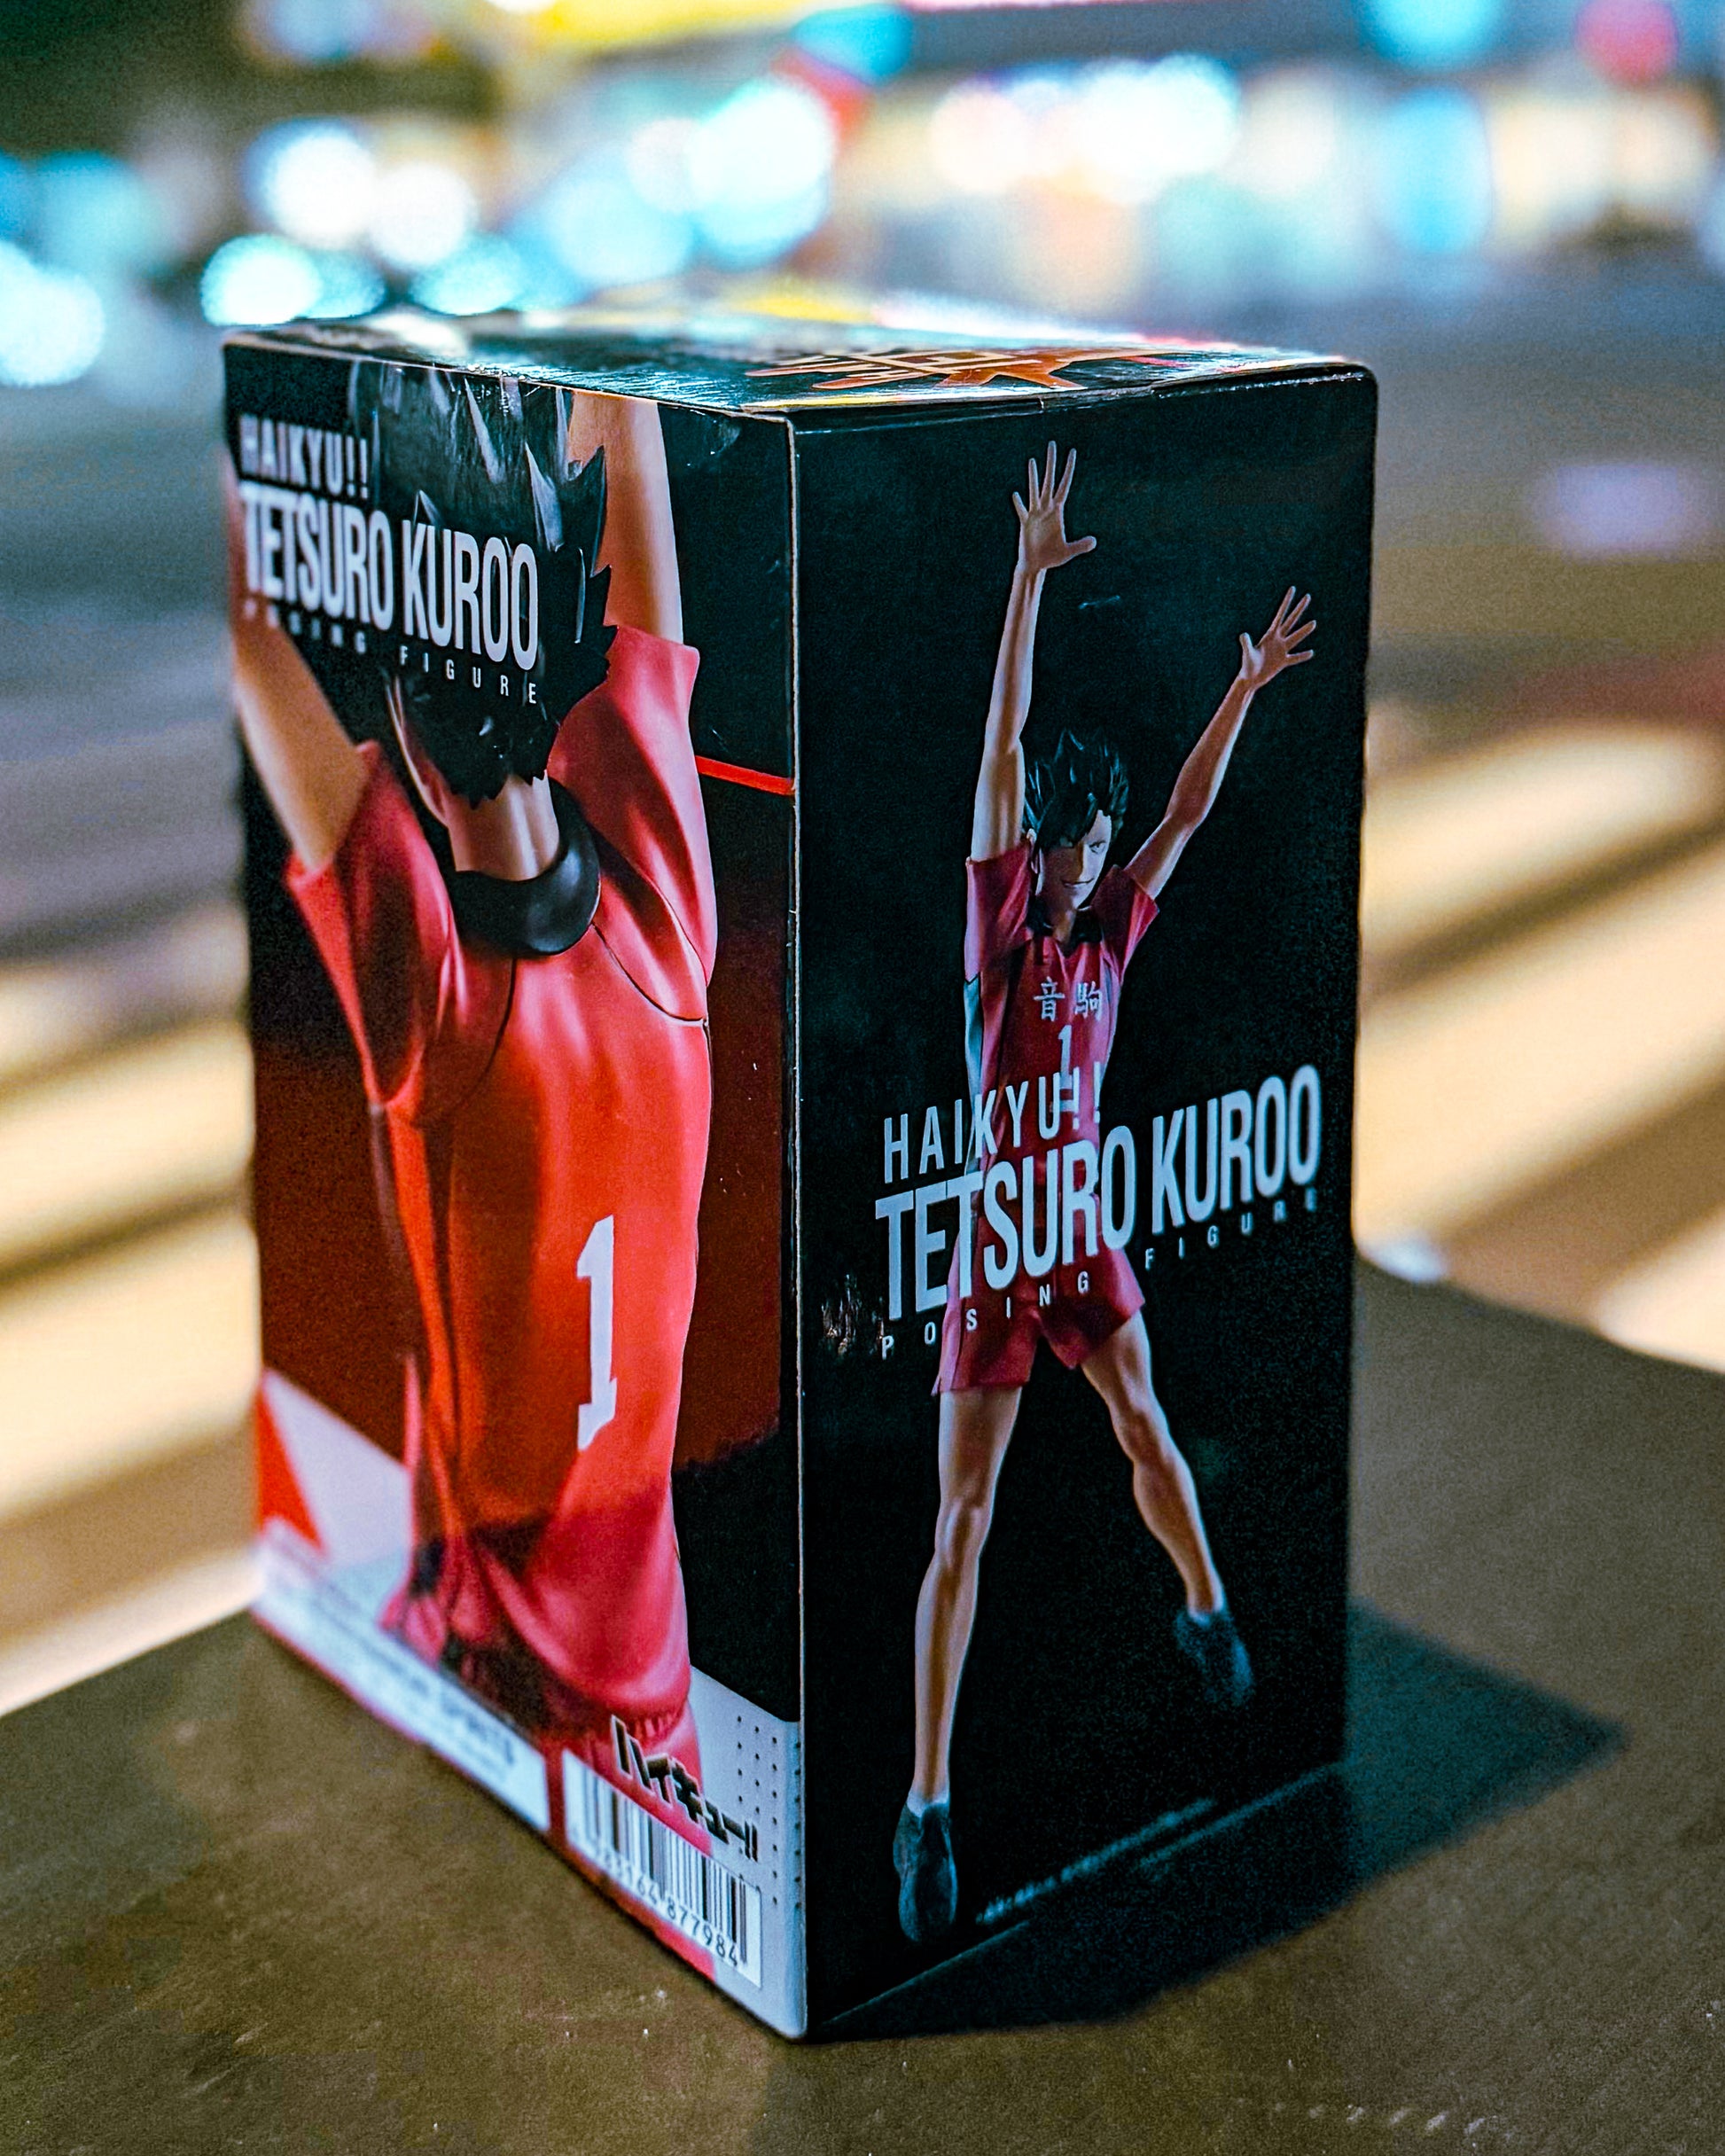 HAIKYU!!
TETSURO KUROO
POSING FIGURE
1
ハイキュー!!
音駒
1
HAIKYU!!
TETSURO KUROO
POSING FIGURE